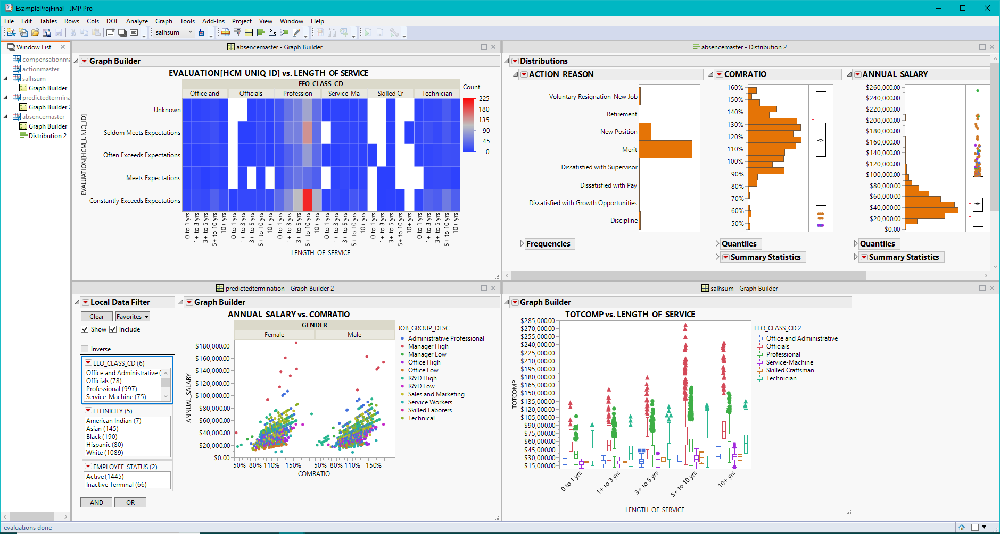 ExampleProjFinal - JMP Pro
File Edit Tables Rows Cols DOE Analyze Graph Tools Add-Ins Project View Window Help
salhsum
Window List
compensationma
actionmaster
salhsum
Graph Builder
predictedtermina
Graph Builder 2
absencemaster
Graph Builder
Distribution 2
absencemaster - Graph Builder
Graph Builder
EVALUATION[HCM_UNIQ_ID] vs. LENGTH_OF_SERVICE
EEO_CLASS_CD
Office and Officials Profession Service-Ma Skilled Cr Technician
EVALUATION[HCM_UNIQ_ID]
Unknown
Seldom Meets Expectations
Often Exceeds Expectations
Meets Expectations
Constantly Exceeds Expectations
0 to 1 yrs 1+ to 3 yrs 3+ to 5 yrs 5+ to 10 yrs 10+ 0 to 1 yrs 1+ to 3 yrs 3+ to 5 yrs 5+ to 10 yrs 10+ 0 to 1 yrs 1+ to 3 yrs 3+ to 5 yrs 5+ to 10 yrs 10+ 0 to 1 yrs 1+ to 3 yrs 3+ to 5 yrs 5+ to 10 yrs 10+ 0 to 1 yrs 1+ to 3 yrs 3+ to 5 yrs 5+ to 10 yrs 10+ 0 to 1 yrs 1+ to 3 yrs 3+ to 5 yrs 5+ to 10 yrs 10+
LENGTH_OF_SERVICE
Count
225
180
135
90
45
0
absencemaster - Distribution 2
Distributions
ACTION_REASON
Voluntary Resignation-New Job
Retirement
New Position
Merit
Dissatisfied with Supervisor
Dissatisfied with Pay
Dissatisfied with Growth Opportunities
Discipline
Frequencies
COMRATIO
160%
150%
140%
130%
120%
110%
100%
90%
80%
70%
60%
50%
Quantiles
Summary Statistics
ANNUAL_SALARY
$260,000.00
$240,000.00
$220,000.00
$200,000.00
$180,000.00
$160,000.00
$140,000.00
$120,000.00
$100,000.00
$80,000.00
$60,000.00
$40,000.00
$20,000.00
$0.00
Quantiles
Summary Statistics
predictedtermination - Graph Builder 2
Local Data Filter
Clear Favorites
Show Include
Inverse
EEO_CLASS_CD (6)
Office and Administrative (
Officials (78)
Professional (997)
Service-Machine (75)
ETHNICITY (5)
American Indian (7)
Asian (145)
Black (190)
Hispanic (80)
White (1089)
EMPLOYEE_STATUS (2)
Active (1445)
Inactive Terminal (66)
AND OR
Graph Builder
ANNUAL_SALARY vs. COMRATIO
GENDER
Female Male
ANNUAL_SALARY
$180,000.00
$160,000.00
$140,000.00
$120,000.00
$100,000.00
$80,000.00
$60,000.00
$40,000.00
$20,000.00
$0.00
50% 80% 110% 150% 50% 80% 110% 150%
COMRATIO
JOB_GROUP_DESC
Administrative Professional
Manager High
Manager Low
Office High
Office Low
R&D High
R&D Low
Sales and Marketing
Service Workers
Skilled Laborers
Technical
salhsum - Graph Builder
Graph Builder
TOTCOMP vs. LENGTH_OF_SERVICE
TOTCOMP
$285,000.00
$270,000.00
$255,000.00
$240,000.00
$225,000.00
$210,000.00
$195,000.00
$180,000.00
$165,000.00
$150,000.00
$135,000.00
$120,000.00
$105,000.00
$90,000.00
$75,000.00
$60,000.00
$45,000.00
$30,000.00
$15,000.00
0 to 1 yrs 1+ to 3 yrs 3+ to 5 yrs 5+ to 10 yrs 10+ yrs
LENGTH_OF_SERVICE
EEO_CLASS_CD 2
Office and Administrative
Officials
Professional
Service-Machine
Skilled Craftsman
Technician
evaluations done